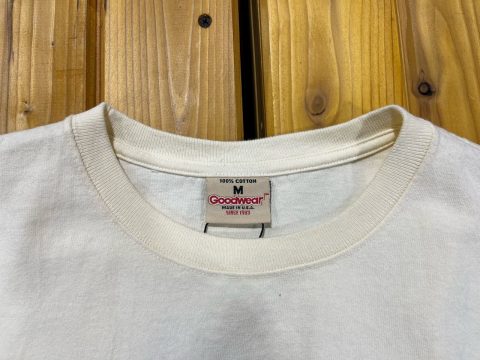 100% COTTON
M
Goodwear
MADE IN U.S.A.
SINCE 1983